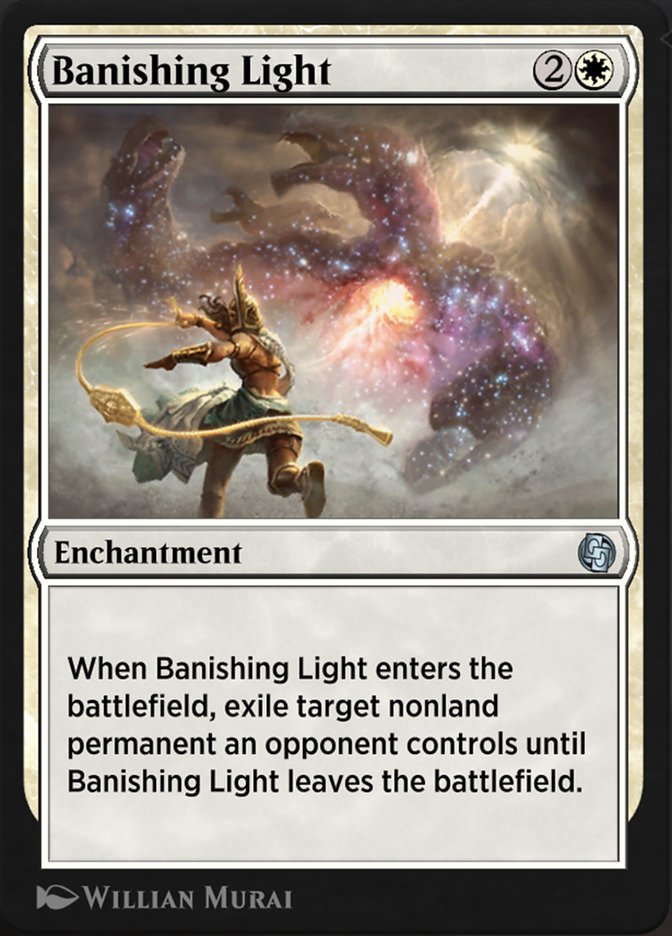 Banishing Light 2
Enchantment
When Banishing Light enters the
battlefield, exile target nonland
permanent an opponent controls until
Banishing Light leaves the battlefield.
Willian Murai